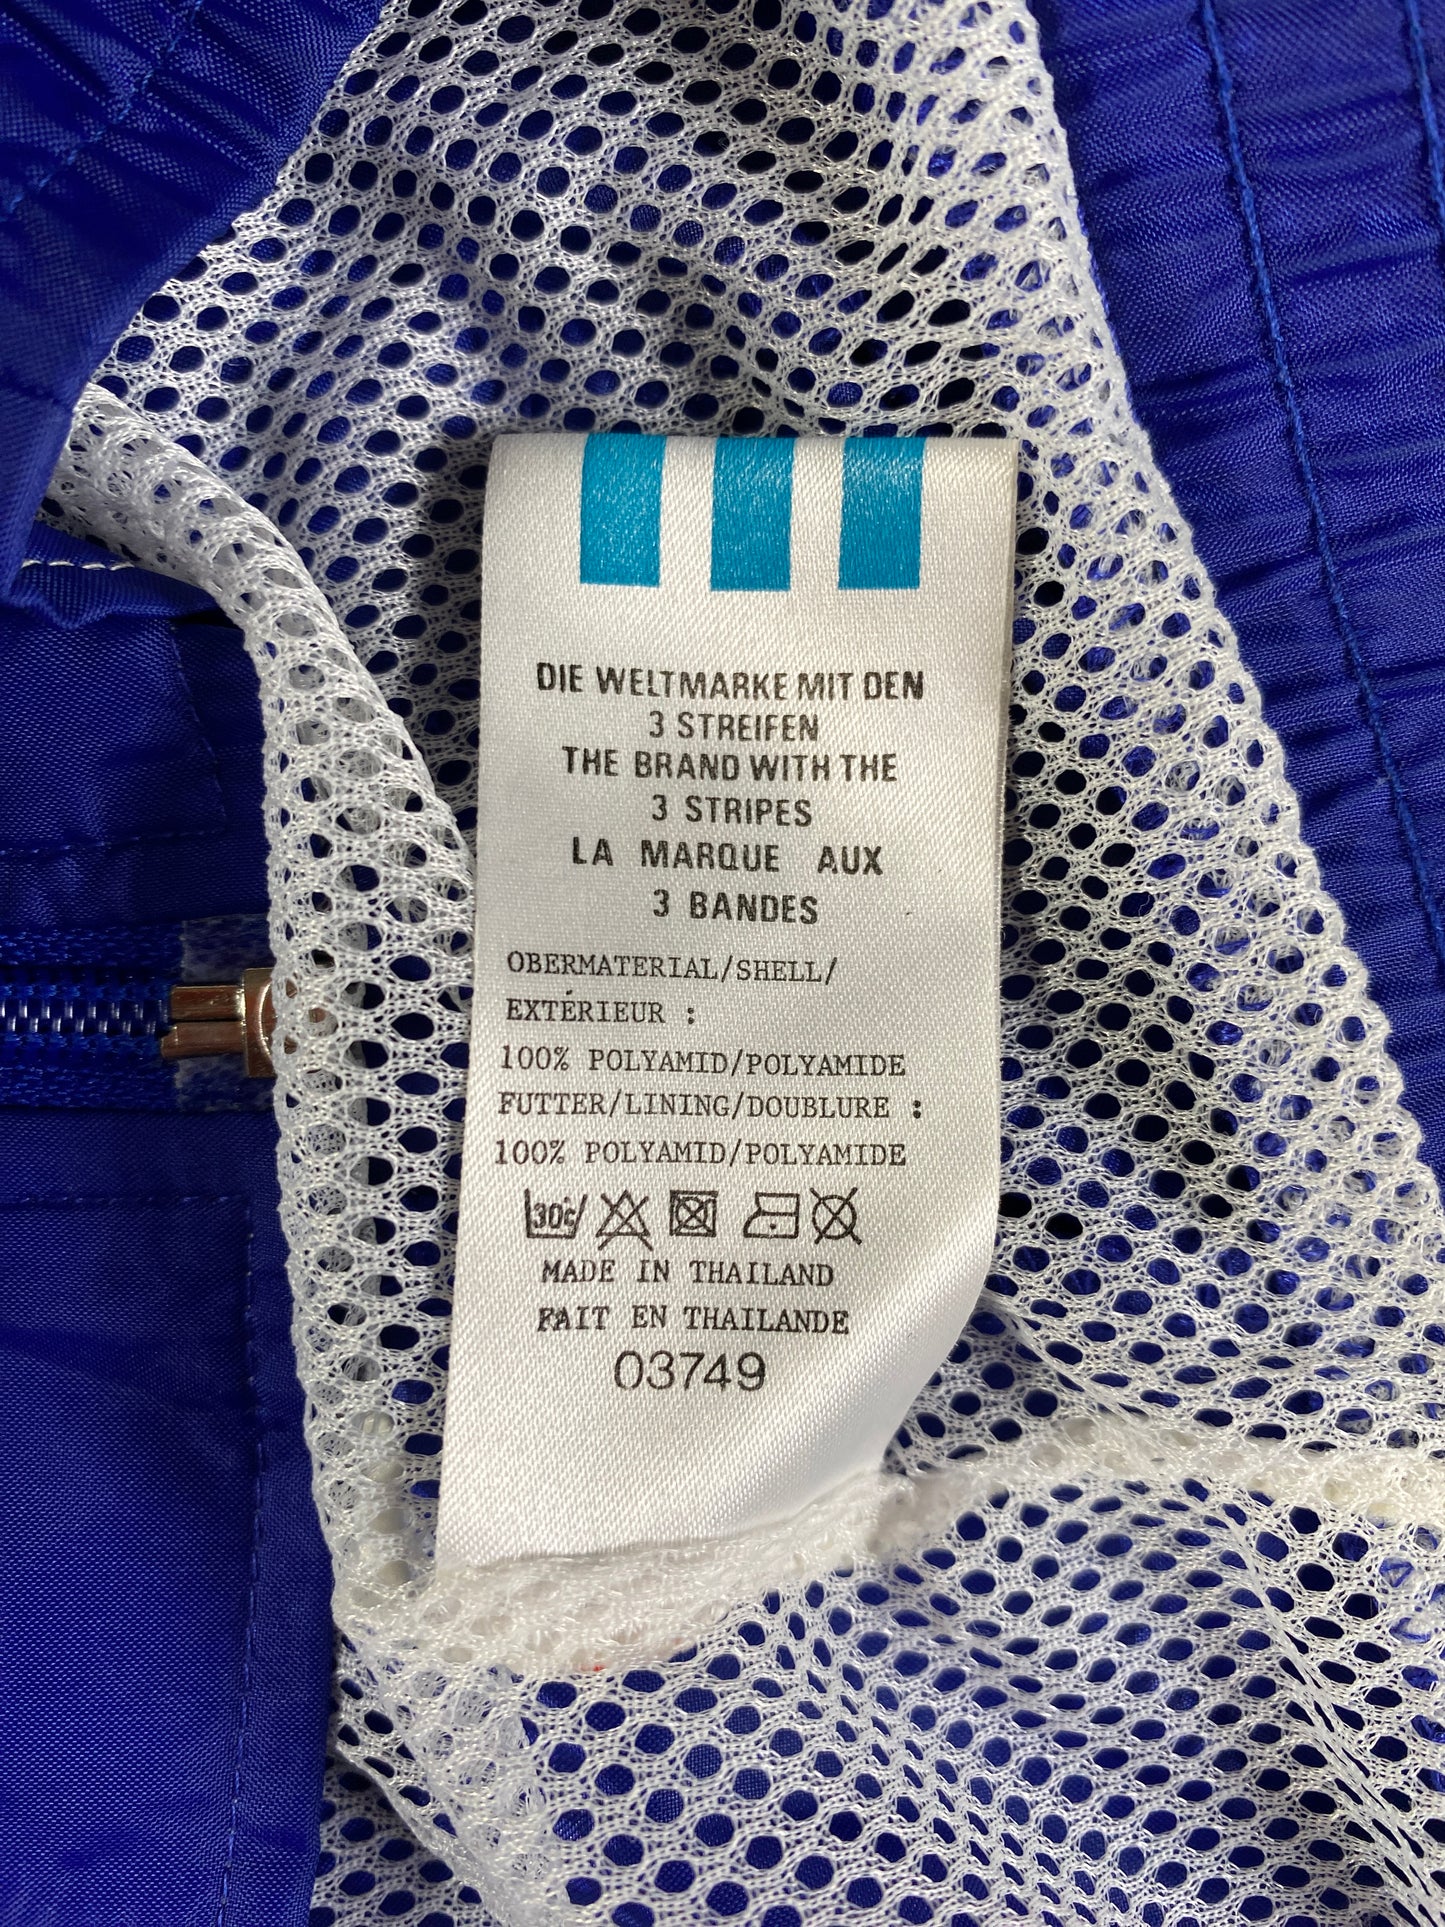 DIE WELTMARKE MIT DEN
3 STREIFEN
THE BRAND WITH THE
3 STRIPES
LA MARQUE AUX
3 BANDES
OBERMATERIAL/SHELL/
EXTÉRIEUR :
100% POLYAMID/POLYAMIDE
FUTTER/LINING/DOUBLURE :
100% POLYAMID/POLYAMIDE
30c
MADE IN THAILAND
FAIT EN THAILANDE
03749